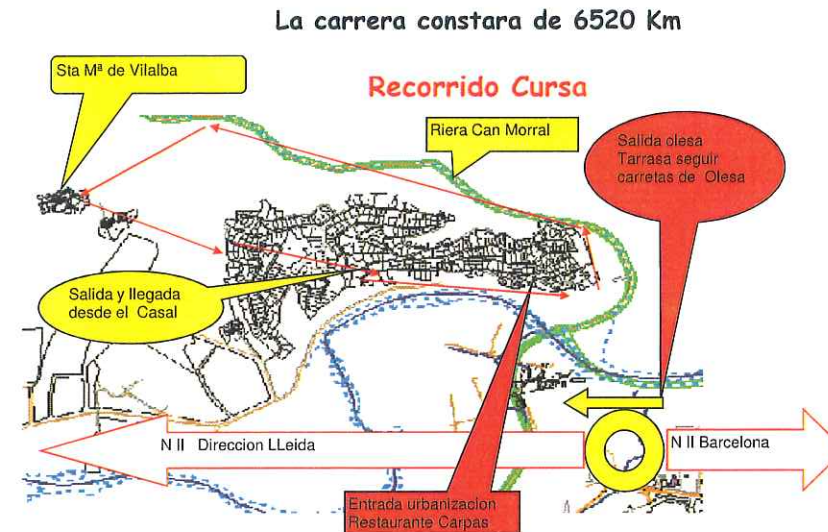 La carrera constara de 6520 Km
Recorrido Cursa
Sta Mª de Vilalba
Riera Can Morral
Salida olesa
Tarrasa seguir
carretas de Olesa
Salida y llegada
desde el Casal
N II Direccion LLeida
N II Barcelona
Entrada urbanizacion
Restaurante Carpas